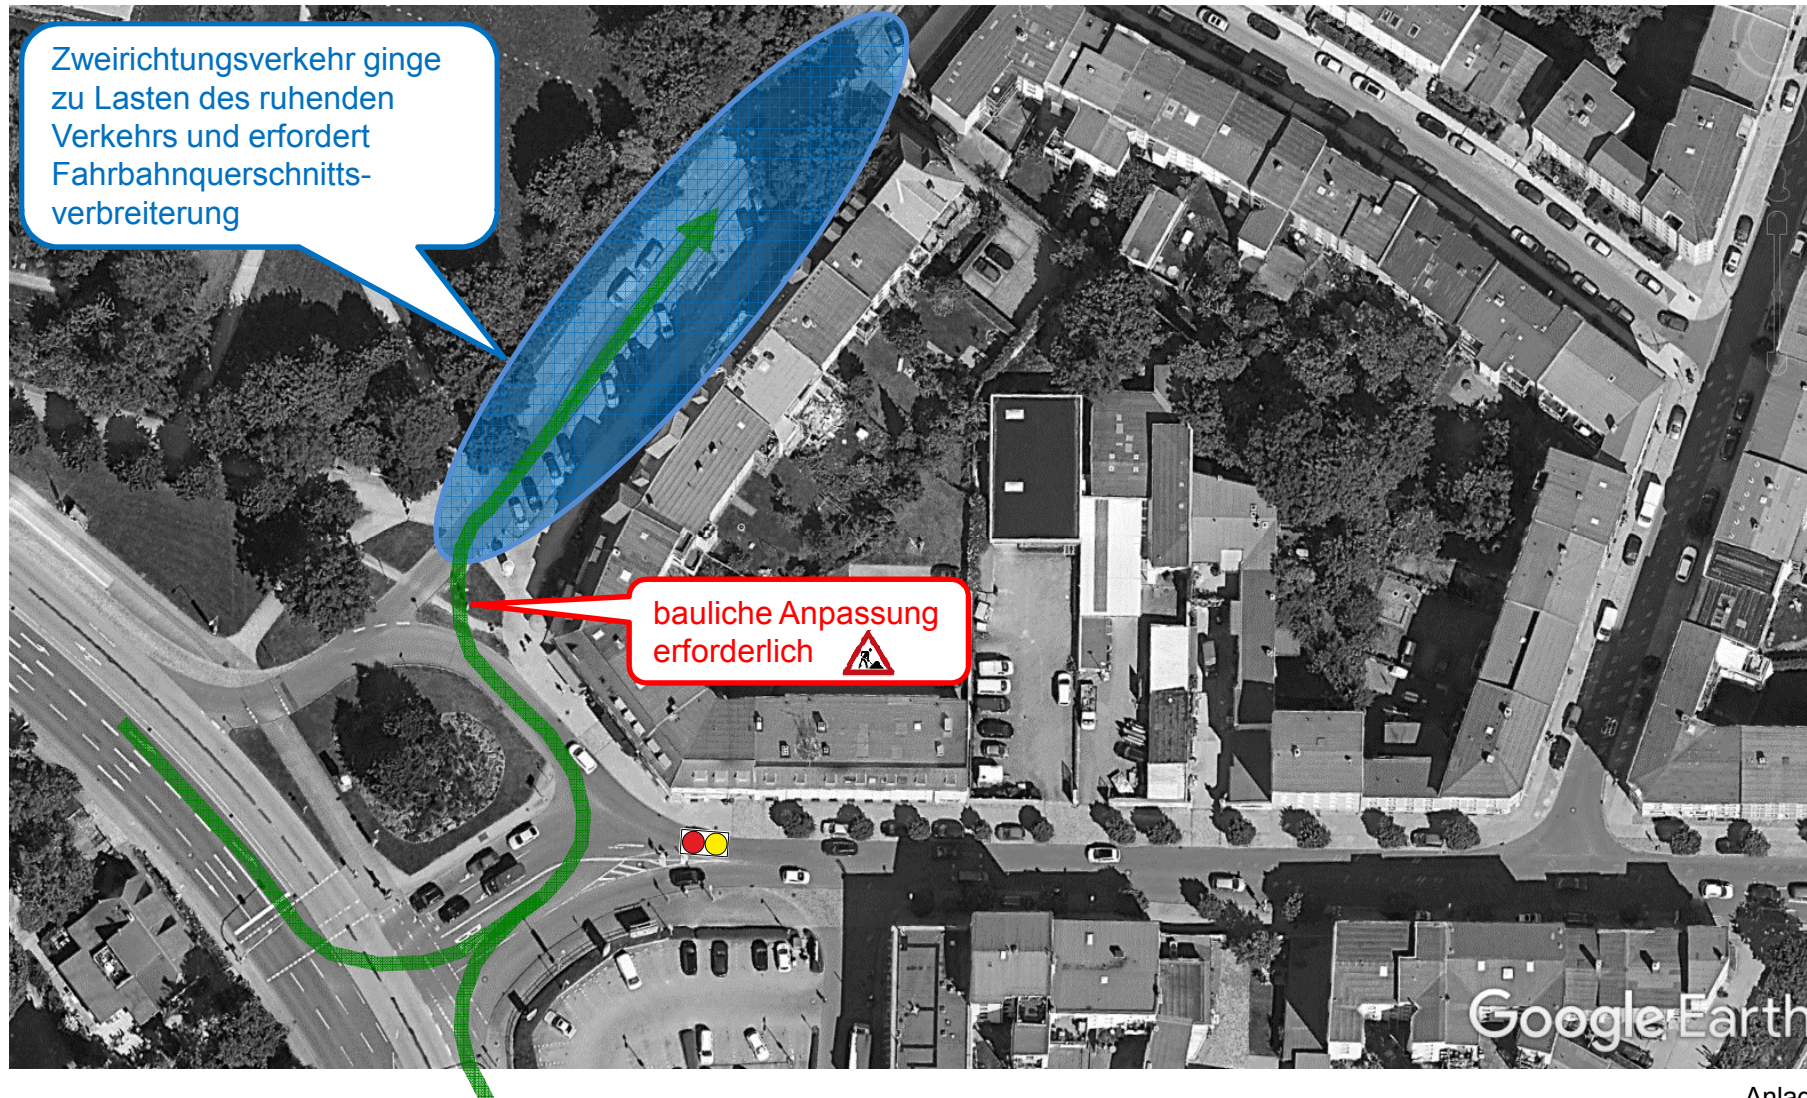 Zweirichtungsverkehr ginge
zu Lasten des ruhenden
Verkehrs und erfordert
Fahrbahnquerschnitts-
verbreiterung
bauliche Anpassung
erforderlich
Google Earth